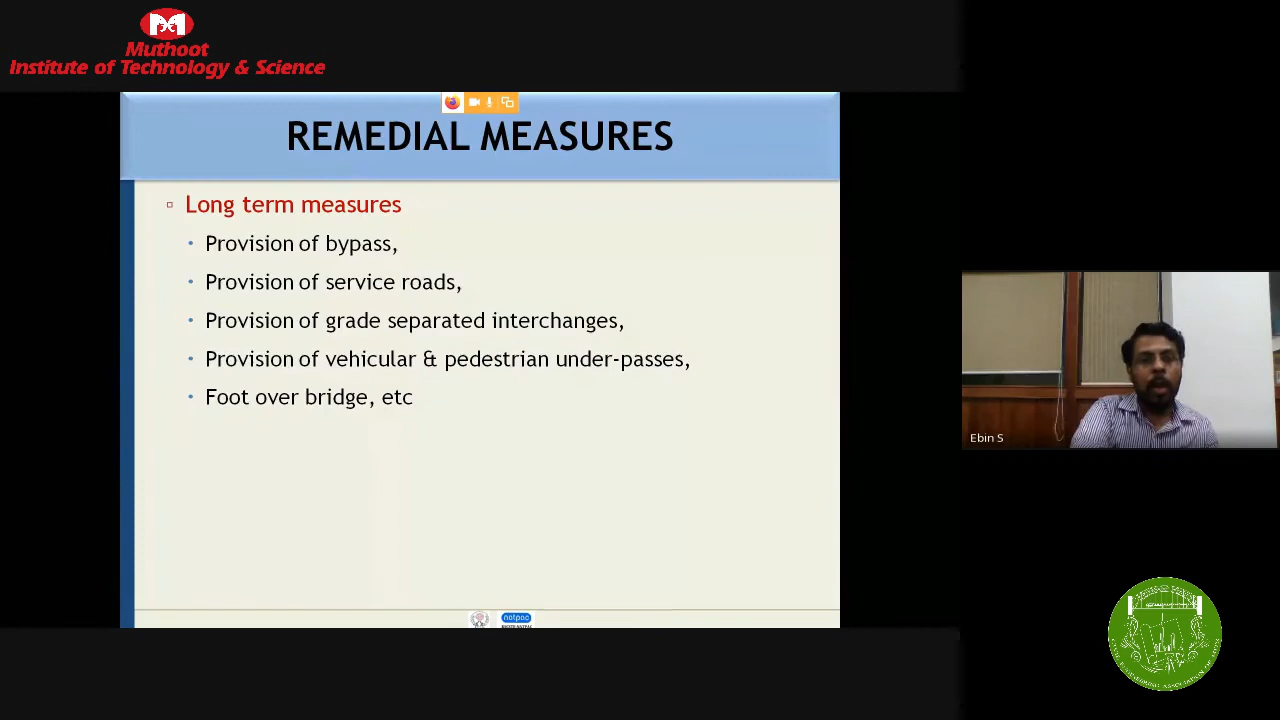 Muthoot
Institute of Technology & Science
REMEDIAL MEASURES
Long term measures
Provision of bypass,
Provision of service roads,
Provision of grade separated interchanges,
Provision of vehicular & pedestrian under-passes,
Foot over bridge, etc
Ebin S
natpac